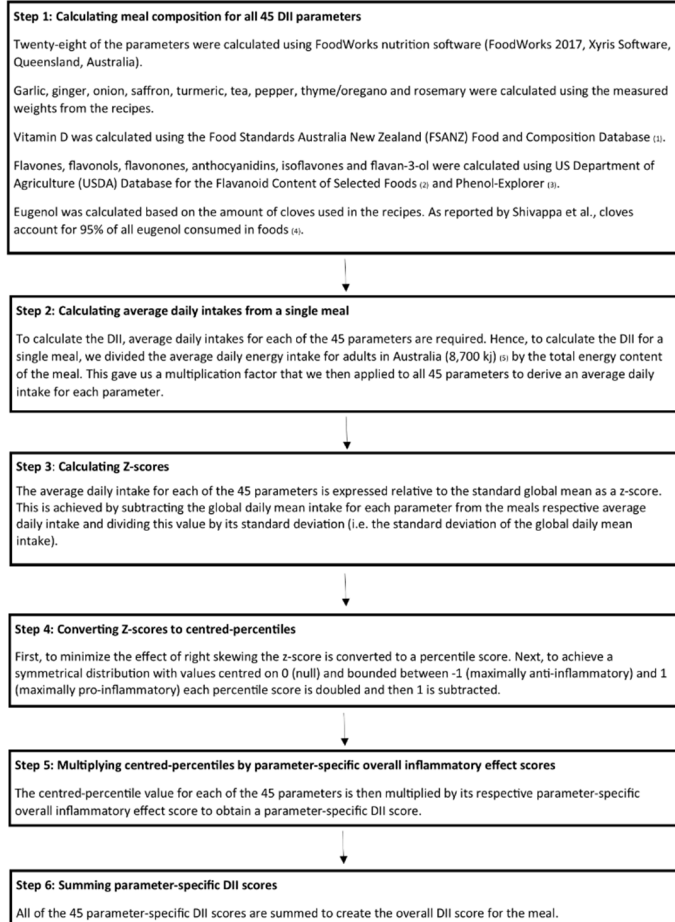 Step 1: Calculating meal composition for all 45 DII parameters
Twenty-eight of the parameters were calculated using FoodWorks nutrition software (FoodWorks 2017, Xyris Software,
Queensland, Australia).
Garlic, ginger, onion, saffron, turmeric, tea, pepper, thyme/oregano and rosemary were calculated using the measured
weights from the recipes.
Vitamin D was calculated using the Food Standards Australia New Zealand (FSANZ) Food and Composition Database (1).
Flavones, flavonols, flavonones, anthocyanidins, isoflavones and flavan-3-ol were calculated using US Department of
Agriculture (USDA) Database for the Flavanoid Content of Selected Foods (2) and Phenol-Explorer (3).
Eugenol was calculated based on the amount of cloves used in the recipes. As reported by Shivappa et al., cloves
account for 95% of all eugenol consumed in foods (4).
Step 2: Calculating average daily intakes from a single meal
To calculate the DII, average daily intakes for each of the 45 parameters are required. Hence, to calculate the DII for a
single meal, we divided the average daily energy intake for adults in Australia (8,700 kj) (5) by the total energy content
of the meal. This gave us a multiplication factor that we then applied to all 45 parameters to derive an average daily
intake for each parameter.
Step 3: Calculating Z-scores
The average daily intake for each of the 45 parameters is expressed relative to the standard global mean as a z-score.
This is achieved by subtracting the global daily mean intake for each parameter from the meals respective average
daily intake and dividing this value by its standard deviation (i.e. the standard deviation of the global daily mean
intake).
Step 4: Converting Z-scores to centred-percentiles
First, to minimize the effect of right skewing the z-score is converted to a percentile score. Next, to achieve a
symmetrical distribution with values centred on 0 (null) and bounded between -1 (maximally anti-inflammatory) and 1
(maximally pro-inflammatory) each percentile score is doubled and then 1 is subtracted.
Step 5: Multiplying centred-percentiles by parameter-specific overall inflammatory effect scores
The centred-percentile value for each of the 45 parameters is then multiplied by its respective parameter-specific
overall inflammatory effect score to obtain a parameter-specific DII score.
Step 6: Summing parameter-specific DII scores
All of the 45 parameter-specific DII scores are summed to create the overall DII score for the meal.